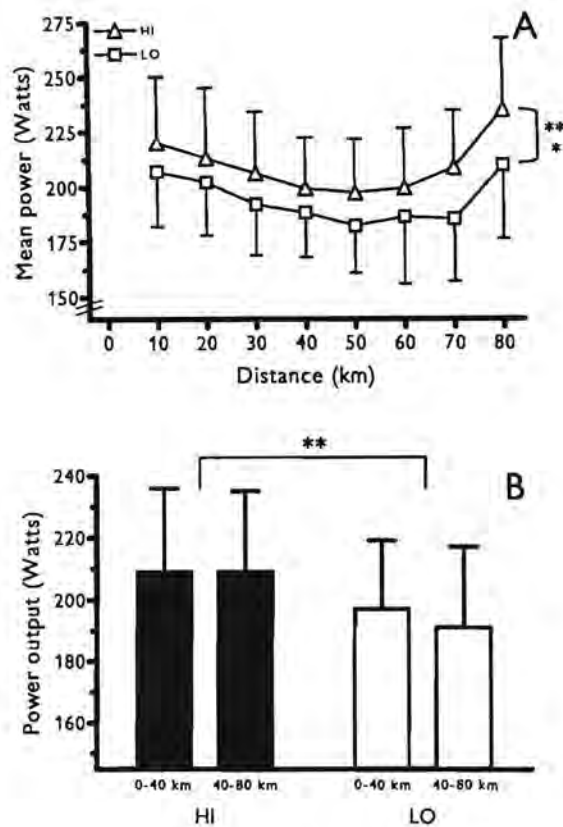 A
HI
LO
275
250
225
200
175
150
Mean power (Watts)
**
*
0 10 20 30 40 50 60 70 80
Distance (km)
B
**
240
220
200
180
160
Power output (Watts)
0-40 km 40-80 km 0-40 km 40-80 km
HI LO